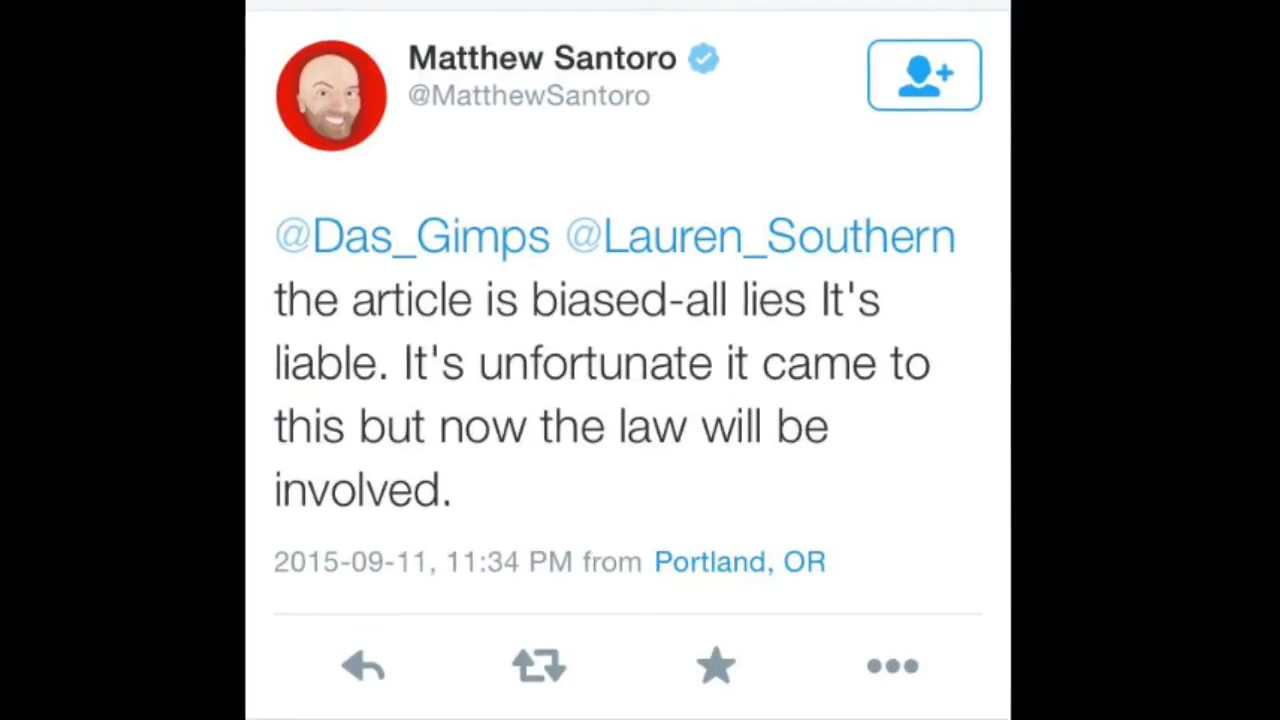 Matthew Santoro
@MatthewSantoro
@Das_Gimps @Lauren_Southern
the article is biased-all lies It's
liable. It's unfortunate it came to
this but now the law will be
involved.
2015-09-11, 11:34 PM from Portland, OR